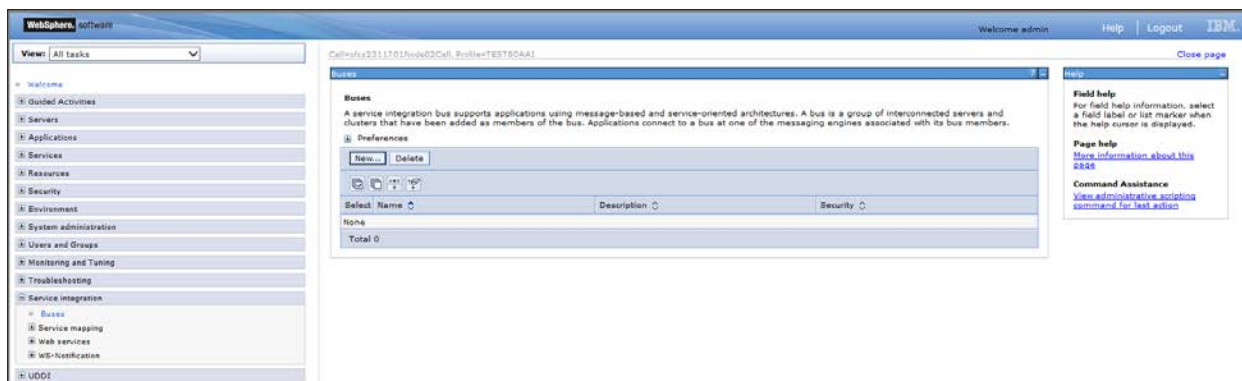 WebSphere. software
Welcome admin
Help | Logout
IBM.
View: All tasks
Close page
Welcome
Guided Activities
Servers
Applications
Services
Resources
Security
Environment
System administration
Users and Groups
Monitoring and Tuning
Troubleshooting
Service integration
Buses
Service mapping
Web services
WS-Notification
UDDI
Buses
? -
Buses
A service integration bus supports applications using message-based and service-oriented architectures. A bus is a group of interconnected servers and
clusters that have been added as members of the bus. Applications connect to a bus at one of the messaging engines associated with its bus members.
Preferences
New... Delete
Select Name Description Security
None
Total 0
Help
Field help
For field help information, select
a field label or list marker when
the help cursor is displayed.
Page help
More information about this
page
Command Assistance
View administrative scripting
command for last action